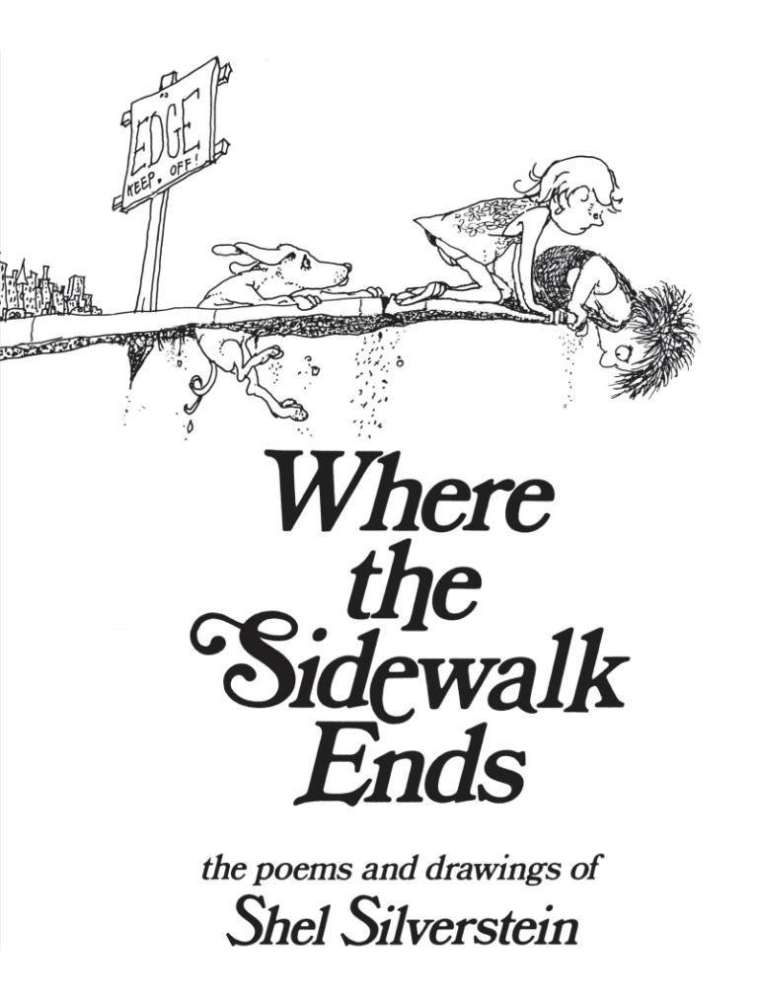 EDGE
KEEP. OFF!
Where
the
Sidewalk
Ends
the poems and drawings of
Shel Silverstein